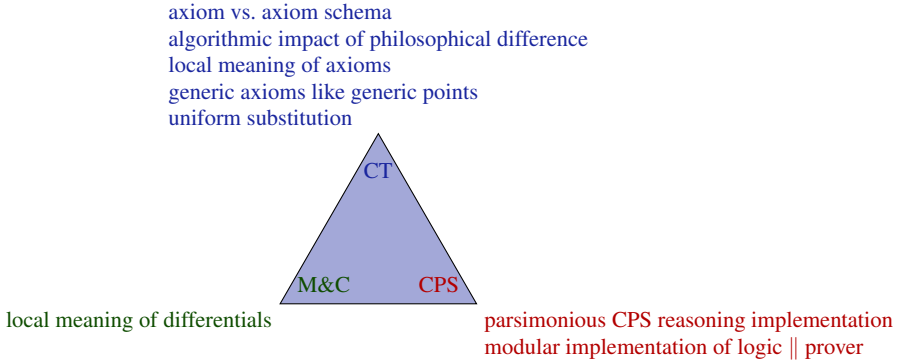 axiom vs. axiom schema
algorithmic impact of philosophical difference
local meaning of axioms
generic axioms like generic points
uniform substitution
CT
M&C
CPS
local meaning of differentials
parsimonious CPS reasoning implementation
modular implementation of logic ∥ prover